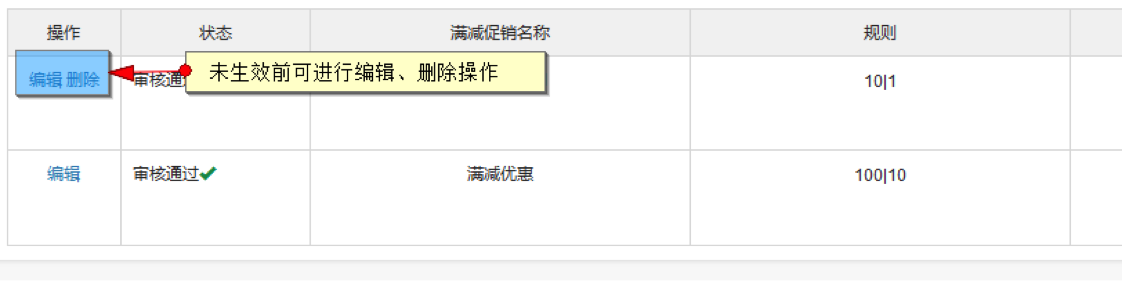 操作 状态 满减促销名称 规则
编辑 删除 审核通 未生效前可进行编辑、删除操作 10|1
编辑 审核通过 满减优惠 100|10